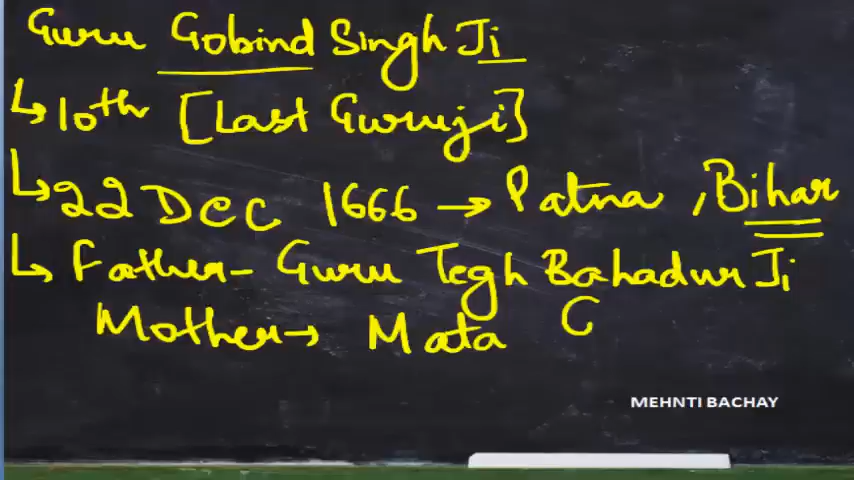 Guru Gobind Singh Ji
↳ 10th [Last Guruji]
↳ 22 Dec 1666 → Patna, Bihar
↳ Father - Guru Tegh Bahadur Ji
Mother → Mata G
MEHNTI BACHAY